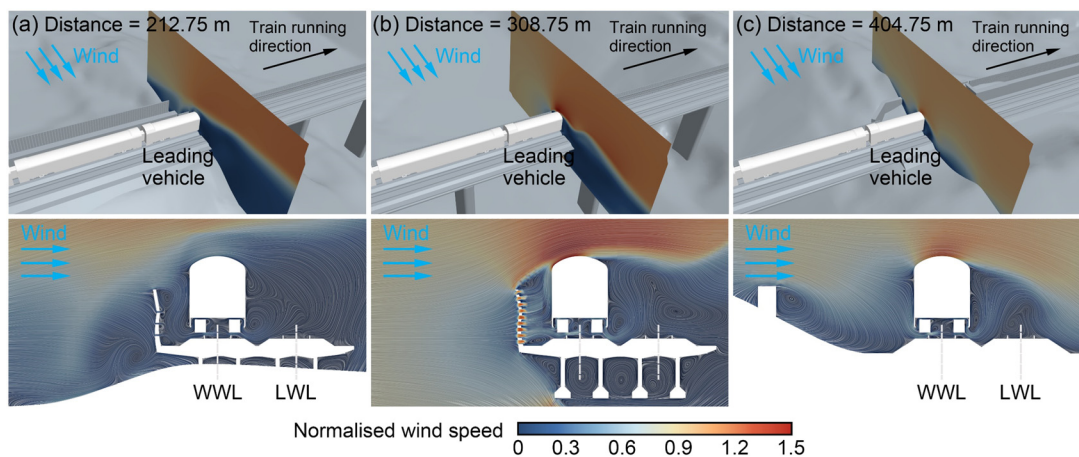 (a) Distance = 212.75 m
Wind
Train running
direction
Leading
vehicle
(b) Distance = 308.75 m
Wind
Train running
direction
Leading
vehicle
(c) Distance = 404.75 m
Wind
Train running
direction
Leading
vehicle
Wind
WWL LWL
Wind
Wind
WWL LWL
Normalised wind speed
0 0.3 0.6 0.9 1.2 1.5